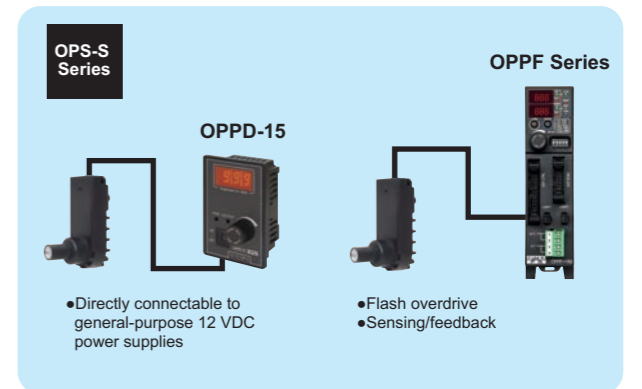 OPS-S
Series
OPPF Series
OPPD-15
●Directly connectable to
general-purpose 12 VDC
power supplies
●Flash overdrive
●Sensing/feedback